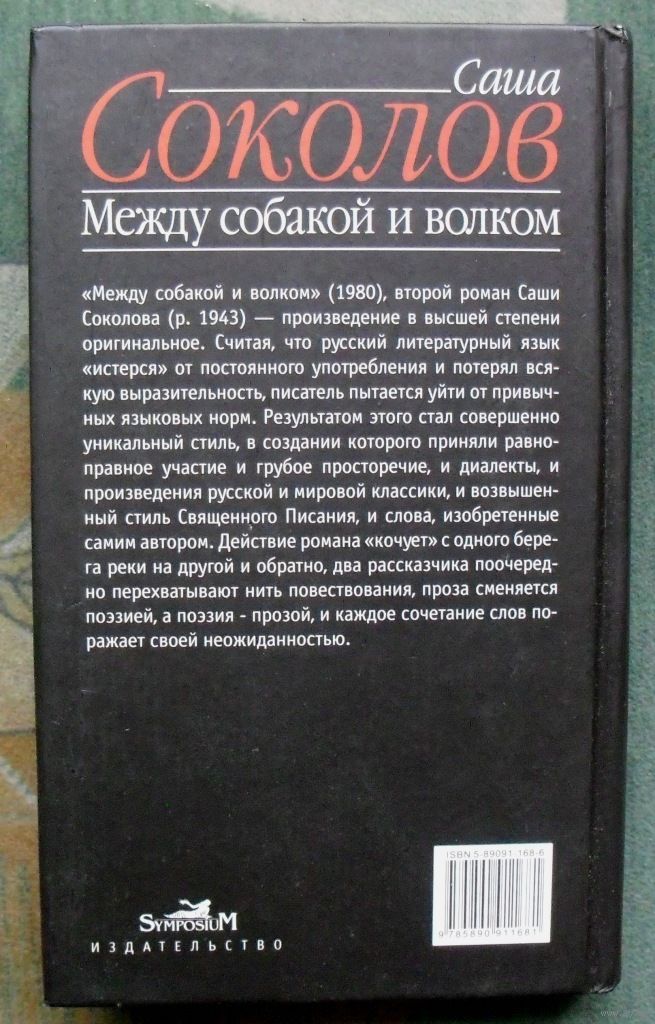 Саша
Соколов
Между собакой и волком
«Между собакой и волком» (1980), второй роман Саши
Соколова (р. 1943) — произведение в высшей степени
оригинальное. Считая, что русский литературный язык
«истерся» от постоянного употребления и потерял вся-
кую выразительность, писатель пытается уйти от привыч-
ных языковых норм. Результатом этого стал совершенно
уникальный стиль, в создании которого приняли равно-
правное участие и грубое просторечие, и диалекты, и
произведения русской и мировой классики, и возвышен-
ный стиль Священного Писания, и слова, изобретенные
самим автором. Действие романа «кочует» с одного бере-
га реки на другой и обратно, два рассказчика поочеред-
но перехватывают нить повествования, проза сменяется
поэзией, а поэзия - прозой, и каждое сочетание слов по-
ражает своей неожиданностью.
ISBN 5-89091-168-6
9 785890 911681
SYMPOSIUM
ИЗДАТЕЛЬСТВО